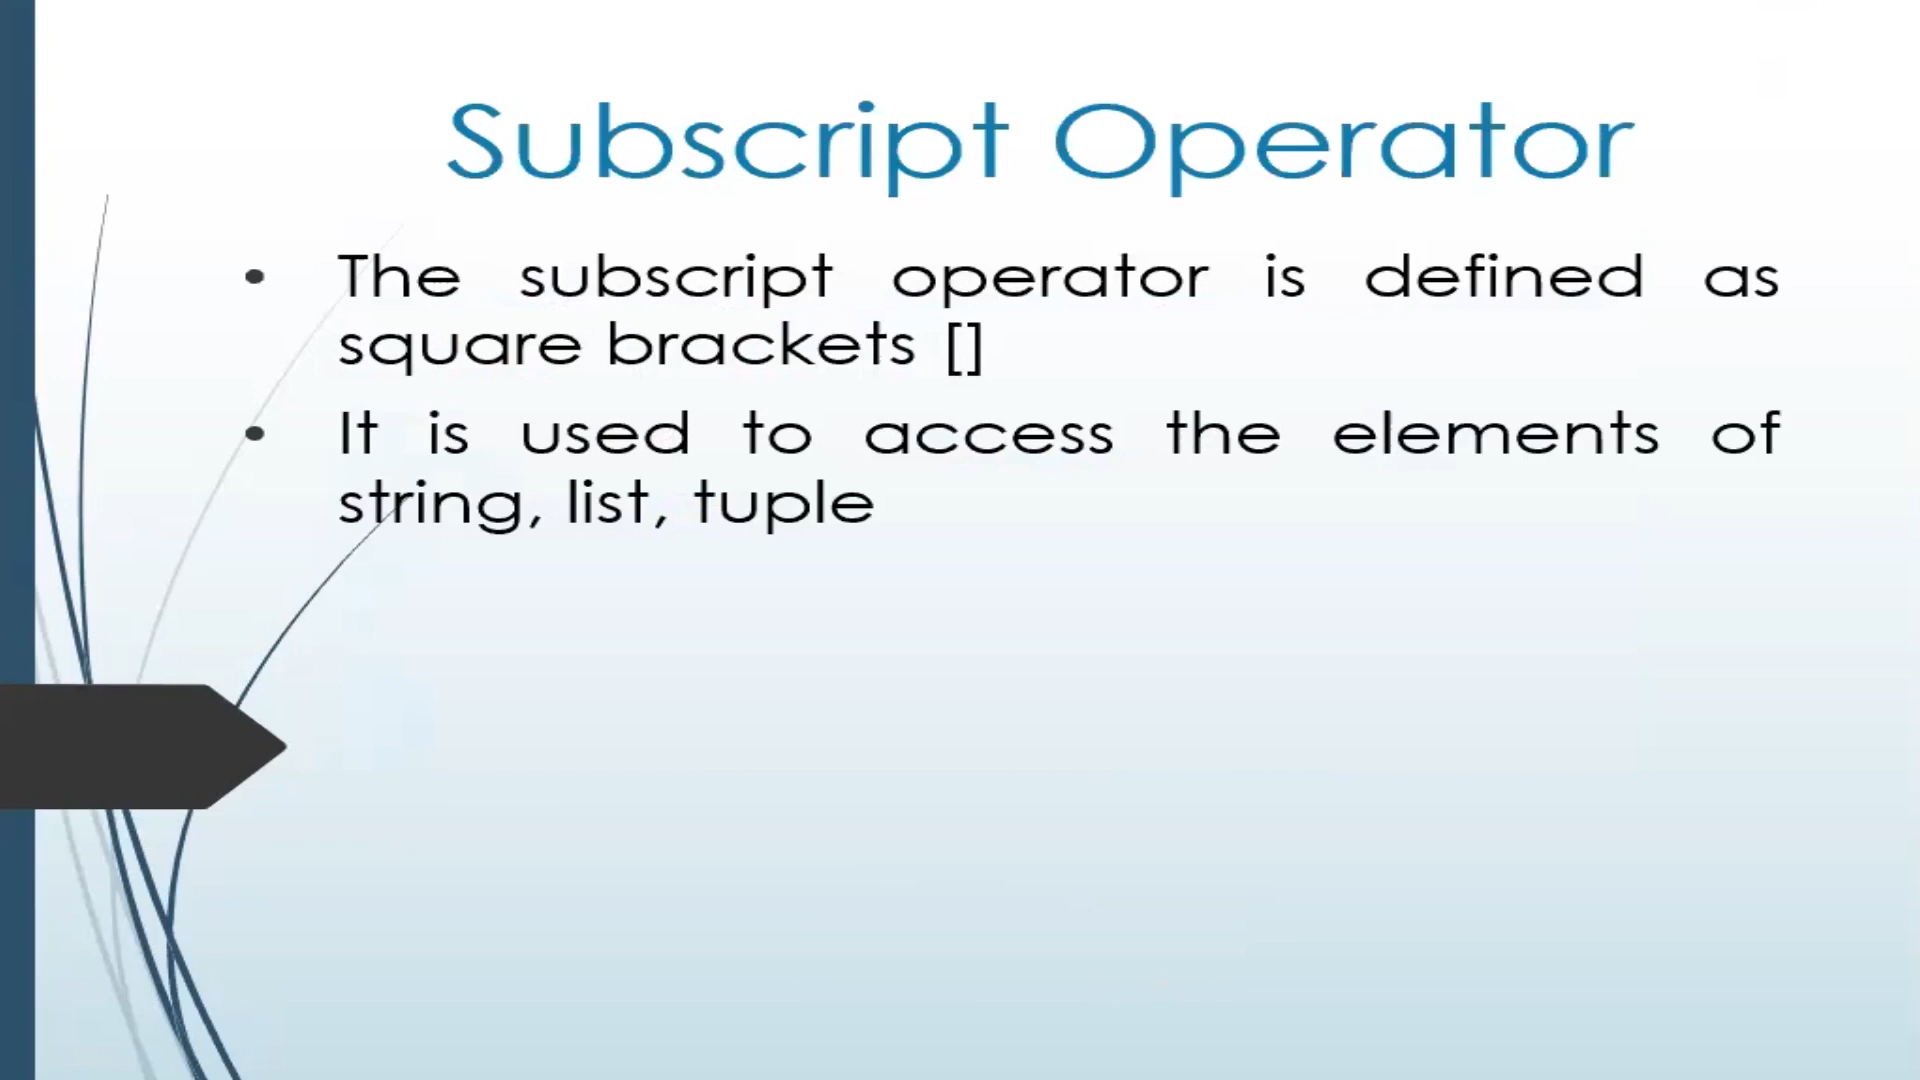 Subscript Operator
• The subscript operator is defined as
square brackets []
• It is used to access the elements of
string, list, tuple